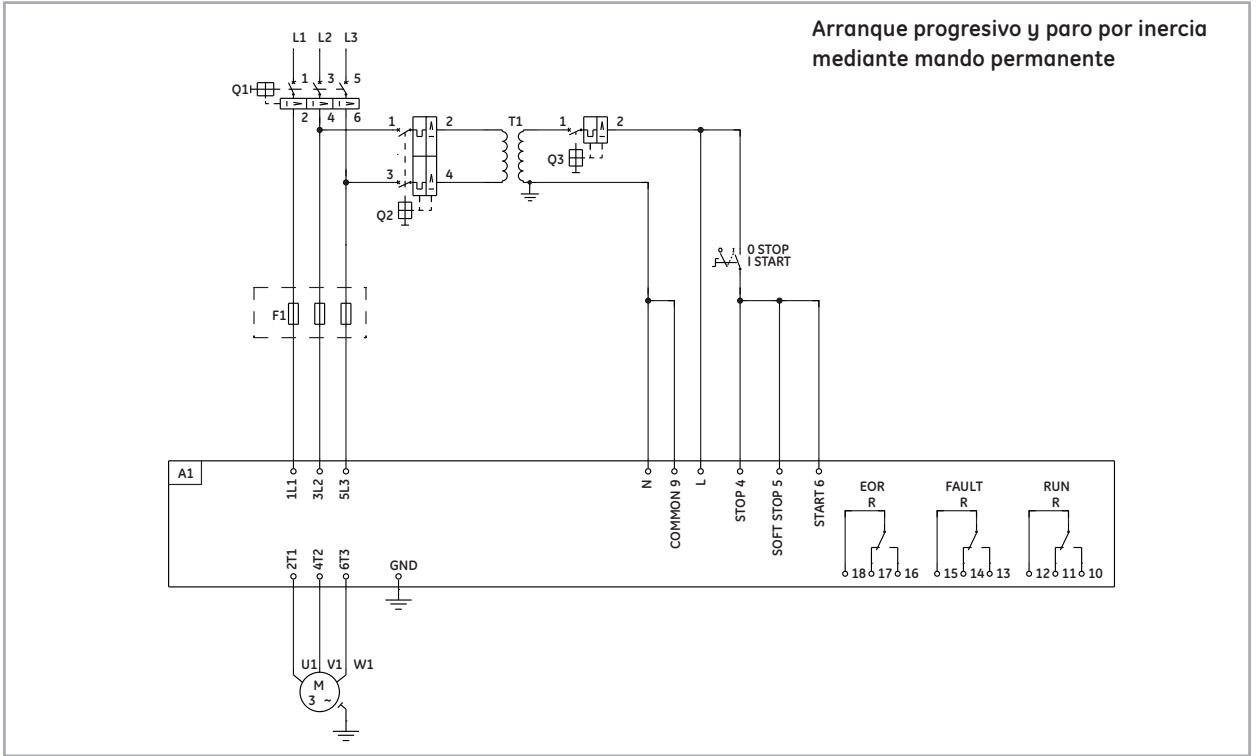 Arranque progresivo y paro por inercia
mediante mando permanente
L1 L2 L3
1 3 5
Q1
2 4 6
1 2
T1
1 2
Q3
3 4
Q2
0 STOP
I START
F1
A1
1L1
3L2
5L3
N
COMMON 9
L
STOP 4
SOFT STOP 5
START 6
EOR
R
FAULT
R
RUN
R
18 17 16
15 14 13
12 11 10
2T1
4T2
6T3
GND
U1 V1 W1
M
3 ~